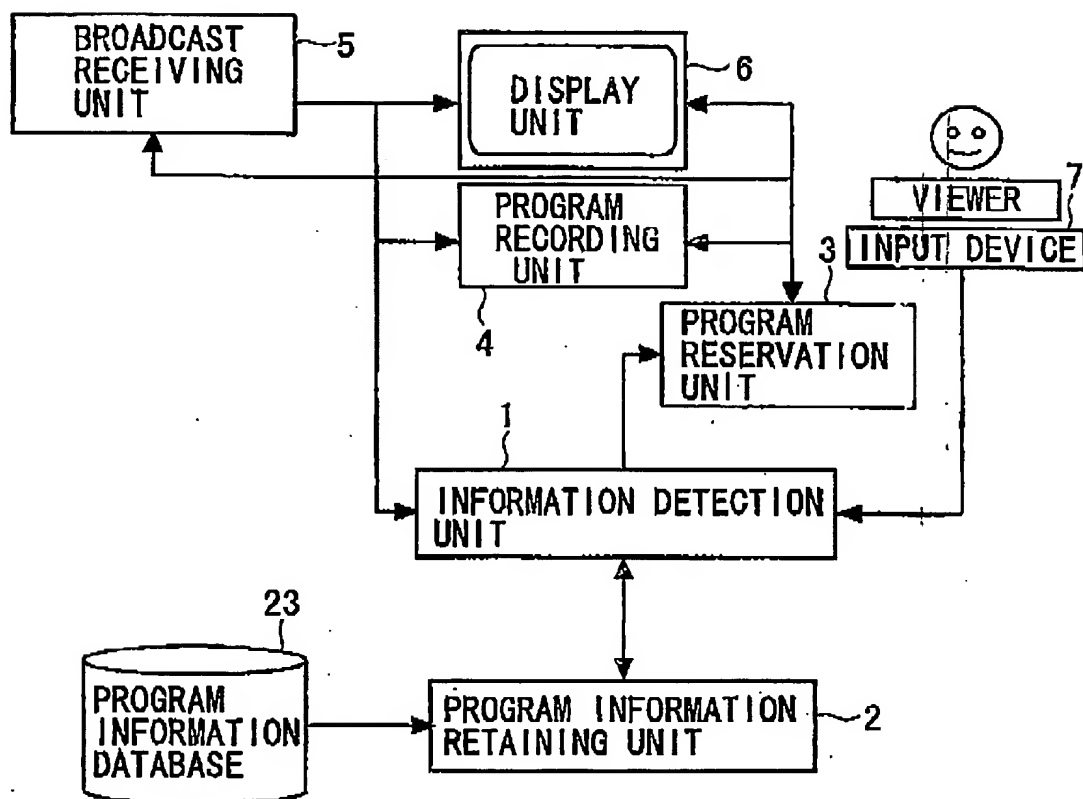 BROADCAST
RECEIVING
UNIT
5
DISPLAY
UNIT
6
PROGRAM
RECORDING
UNIT
4
VIEWER
7
INPUT DEVICE
3
PROGRAM
RESERVATION
UNIT
1
INFORMATION DETECTION
UNIT
23
PROGRAM
INFORMATION
DATABASE
PROGRAM INFORMATION
RETAINING UNIT
2